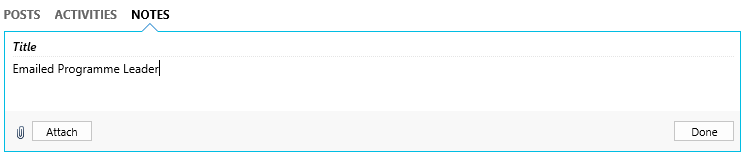 POSTS ACTIVITIES NOTES
Title
Emailed Programme Leader
Attach Done